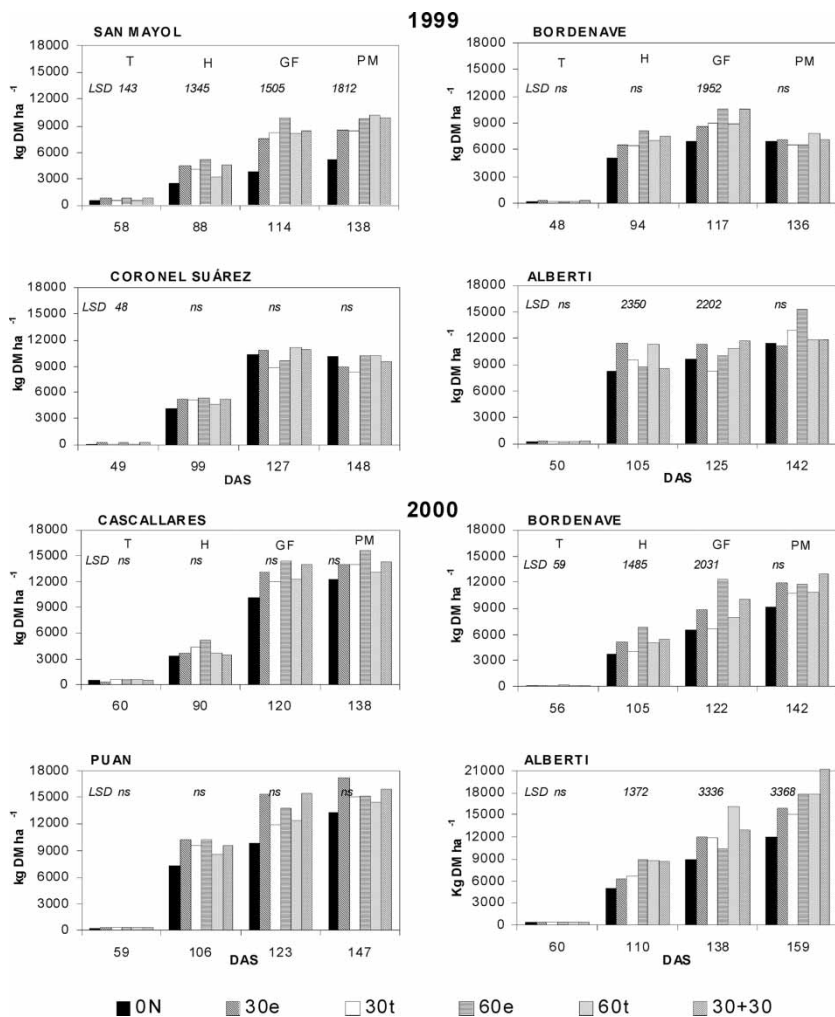 1999
SAN MAYOL
T H GF PM
LSD 143 1345 1505 1812
18000
15000
12000
9000
6000
3000
0
kg DM ha -1
58 88 114 138
BORDENAVE
T H GF PM
LSD ns ns 1952 ns
18000
15000
12000
9000
6000
3000
0
kg DM ha -1
48 94 117 136
CORONEL SUÁREZ
LSD 48 ns ns ns
18000
15000
12000
9000
6000
3000
0
kg DM ha -1
49 99 127 148
DAS
ALBERTI
LSD ns 2350 2202 ns
18000
15000
12000
9000
6000
3000
0
kg DM ha -1
50 105 125 142
DAS
2000
CASCALLARES
T H GF PM
LSD ns ns ns ns
18000
15000
12000
9000
6000
3000
0
kg DM ha -1
60 90 120 138
BORDENAVE
T H GF PM
LSD 59 1485 2031 ns
18000
15000
12000
9000
6000
3000
0
kg DM ha -1
56 105 122 142
PUAN
LSD ns ns ns ns
18000
15000
12000
9000
6000
3000
0
kg DM ha -1
59 106 123 147
DAS
ALBERTI
LSD ns 1372 3336 3368
21000
18000
15000
12000
9000
6000
3000
0
Kg DM ha -1
60 110 138 159
DAS
0N 30e 30t 60e 60t 30+30